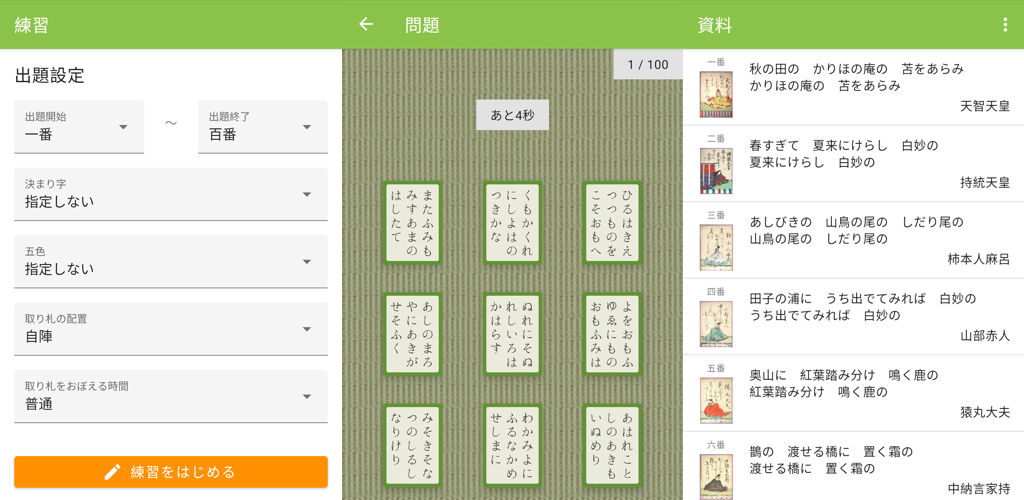 練習
出題設定
出題開始
一番
～
出題終了
百番
決まり字
指定しない
五色
指定しない
取り札の配置
自陣
取り札をおぼえる時間
普通
練習をはじめる
問題
1 / 100
あと4秒
またふみも
みすあまの
はしたて
くもかくれ
にしよはの
つきかな
ひるはきえ
つつものを
こそおもへ
あしのまろ
やにあきが
せそふく
ぬれにそぬ
れしいろは
かはらす
よをおもふ
ゆゑにもの
おもふみは
みそきそな
つのしるし
なりけり
わかみよに
ふるなかめ
せしまに
あはれこと
しのあきも
いぬめり
資料
一番
秋の田の　かりほの庵の　苫をあらみ
かりほの庵の　苫をあらみ
天智天皇
二番
春すぎて　夏来にけらし　白妙の
夏来にけらし　白妙の
持統天皇
三番
あしびきの　山鳥の尾の　しだり尾の
山鳥の尾の　しだり尾の
柿本人麻呂
四番
田子の浦に　うち出でてみれば　白妙の
うち出でてみれば　白妙の
山部赤人
五番
奥山に　紅葉踏み分け　鳴く鹿の
紅葉踏み分け　鳴く鹿の
猿丸大夫
六番
鵲の　渡せる橋に　置く霜の
渡せる橋に　置く霜の
中納言家持